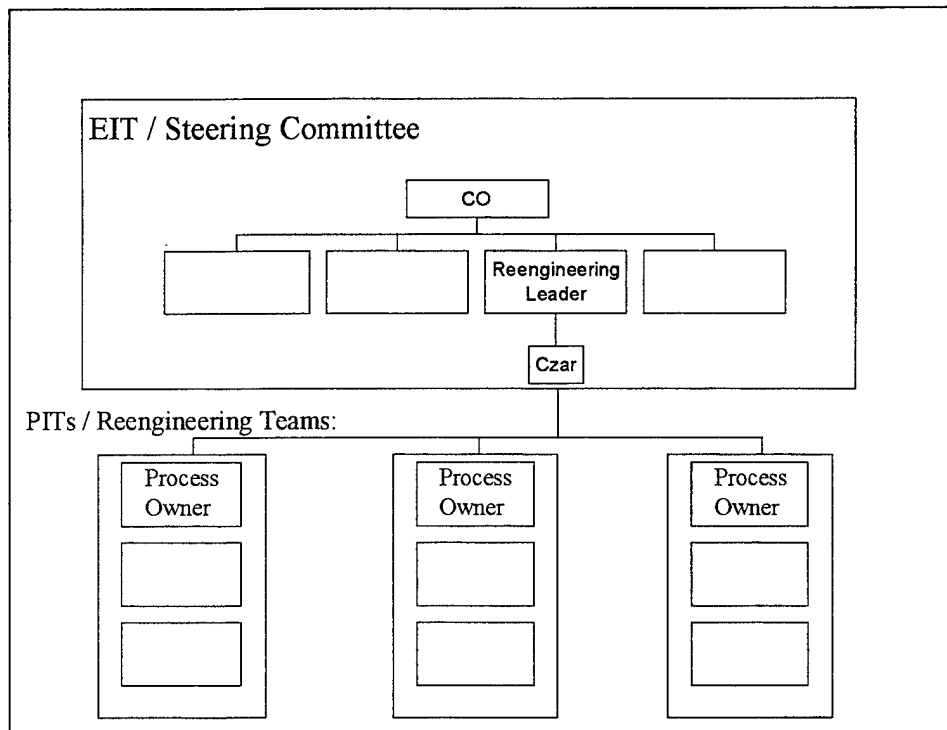 EIT / Steering Committee
CO
Reengineering
Leader
Czar
PITs / Reengineering Teams:
Process
Owner
Process
Owner
Process
Owner